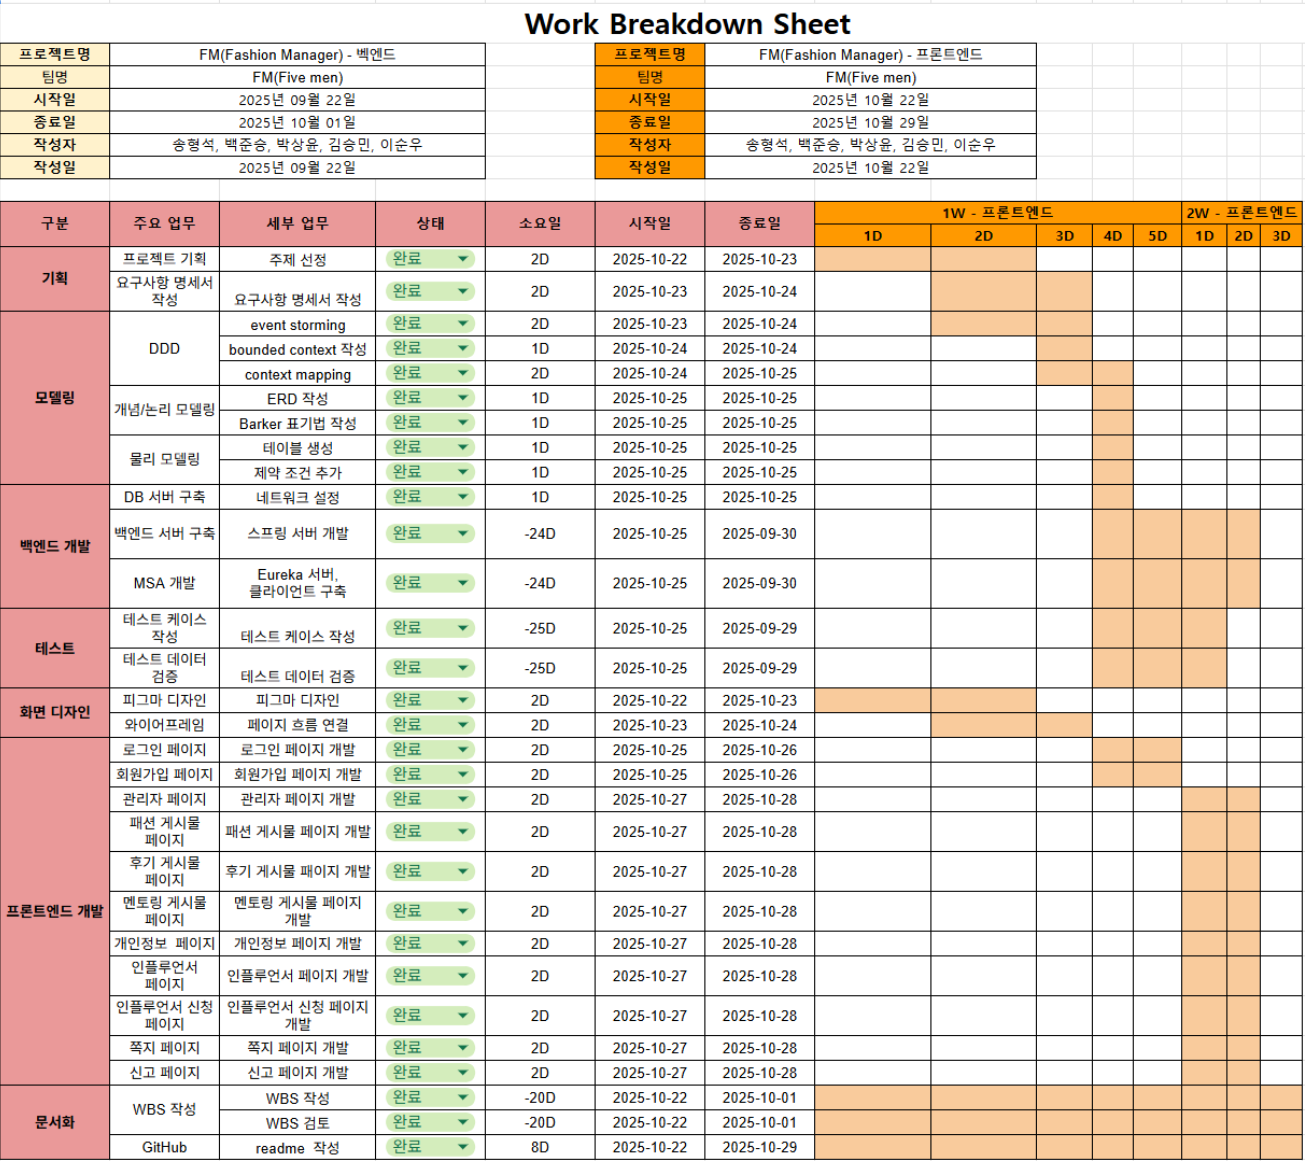 Work Breakdown Sheet
프로젝트명 FM(Fashion Manager) - 벡엔드 프로젝트명 FM(Fashion Manager) - 프론트엔드
팀명 FM(Five men) 팀명 FM(Five men)
시작일 2025년 09월 22일 시작일 2025년 10월 22일
종료일 2025년 10월 01일 종료일 2025년 10월 29일
작성자 송형석, 백준승, 박상윤, 김승민, 이순우 작성자 송형석, 백준승, 박상윤, 김승민, 이순우
작성일 2025년 09월 22일 작성일 2025년 10월 22일
구분 주요 업무 세부 업무 상태 소요일 시작일 종료일 1W - 프론트엔드 2W - 프론트엔드
1D 2D 3D 4D 5D 1D 2D 3D
기획
프로젝트 기획 주제 선정 완료 2D 2025-10-22 2025-10-23
요구사항 명세서
작성 요구사항 명세서 작성 완료 2D 2025-10-23 2025-10-24
모델링
DDD
event storming 완료 2D 2025-10-23 2025-10-24
bounded context 작성 완료 1D 2025-10-24 2025-10-24
context mapping 완료 2D 2025-10-24 2025-10-25
개념/논리 모델링
ERD 작성 완료 1D 2025-10-25 2025-10-25
Barker 표기법 작성 완료 1D 2025-10-25 2025-10-25
물리 모델링
테이블 생성 완료 1D 2025-10-25 2025-10-25
제약 조건 추가 완료 1D 2025-10-25 2025-10-25
백엔드 개발
DB 서버 구축 네트워크 설정 완료 1D 2025-10-25 2025-10-25
백엔드 서버 구축 스프링 서버 개발 완료 -24D 2025-10-25 2025-09-30
MSA 개발 Eureka 서버,
클라이언트 구축 완료 -24D 2025-10-25 2025-09-30
테스트
테스트 케이스
작성 테스트 케이스 작성 완료 -25D 2025-10-25 2025-09-29
테스트 데이터
검증 테스트 데이터 검증 완료 -25D 2025-10-25 2025-09-29
화면 디자인
피그마 디자인 피그마 디자인 완료 2D 2025-10-22 2025-10-23
와이어프레임 페이지 흐름 연결 완료 2D 2025-10-23 2025-10-24
프론트엔드 개발
로그인 페이지 로그인 페이지 개발 완료 2D 2025-10-25 2025-10-26
회원가입 페이지 회원가입 페이지 개발 완료 2D 2025-10-25 2025-10-26
관리자 페이지 관리자 페이지 개발 완료 2D 2025-10-27 2025-10-28
패션 게시물
페이지 패션 게시물 페이지 개발 완료 2D 2025-10-27 2025-10-28
후기 게시물
페이지 후기 게시물 패이지 개발 완료 2D 2025-10-27 2025-10-28
멘토링 게시물
페이지 멘토링 게시물 페이지
개발 완료 2D 2025-10-27 2025-10-28
개인정보 페이지 개인정보 페이지 개발 완료 2D 2025-10-27 2025-10-28
인플루언서
페이지 인플루언서 페이지 개발 완료 2D 2025-10-27 2025-10-28
인플루언서 신청
페이지 인플루언서 신청 페이지
개발 완료 2D 2025-10-27 2025-10-28
쪽지 페이지 쪽지 페이지 개발 완료 2D 2025-10-27 2025-10-28
신고 페이지 신고 페이지 개발 완료 2D 2025-10-27 2025-10-28
문서화
WBS 작성
WBS 작성 완료 -20D 2025-10-22 2025-10-01
WBS 검토 완료 -20D 2025-10-22 2025-10-01
GitHub readme 작성 완료 8D 2025-10-22 2025-10-29